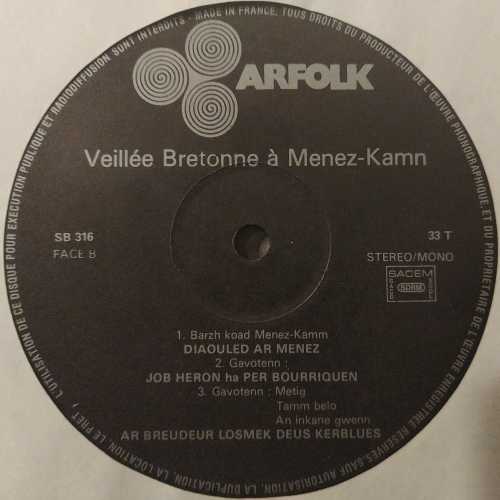 L'UTILISATION DE CE DISQUE POUR EXECUTION PUBLIQUE ET RADIODIFFUSION SONT INTERDITS - MADE IN FRANCE. TOUS DROITS DU PRODUCTEUR DE L'ŒUVRE PHONOGRAPHIQUE ET DU PROPRIETAIRE DE L'ŒUVRE ENREGISTREE RESERVES. SAUF AUTORISATION, LA DUPLICATION, LA LOCATION, LE PRET,
ARFOLK
Veillée Bretonne à Menez-Kamn
SB 316
FACE B
33 T
STEREO/MONO
SACEM
SDRM
1. Barzh koad Menez-Kamm
DIAOULED AR MENEZ
2. Gavotenn :
JOB HERON ha PER BOURRIQUEN
3. Gavotenn : Metig
Tamm belo
An inkane gwenn
AR BREUDEUR LOSMEK DEUS KERBLUES